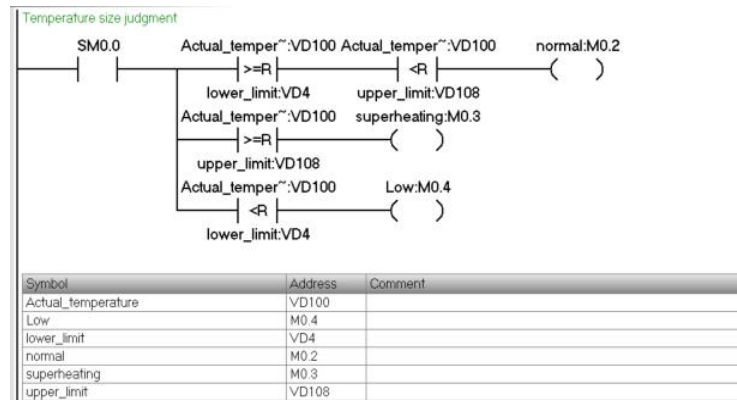 Temperature size judgment
SM0.0 Actual_temper~:VD100 Actual_temper~:VD100 normal:M0.2
>=R <R
lower_limit:VD4 upper_limit:VD108
Actual_temper~:VD100 superheating:M0.3
>=R
upper_limit:VD108
Actual_temper~:VD100 Low:M0.4
<R
lower_limit:VD4
Symbol Address Comment
Actual_temperature VD100
Low M0.4
lower_limit VD4
normal M0.2
superheating M0.3
upper_limit VD108